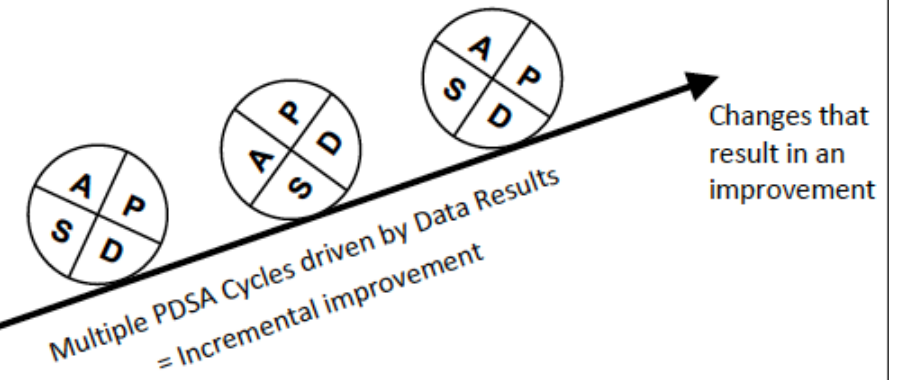 A P
S D
P
A D
S
A P
S D
Changes that
result in an
improvement
Multiple PDSA Cycles driven by Data Results
= Incremental improvement